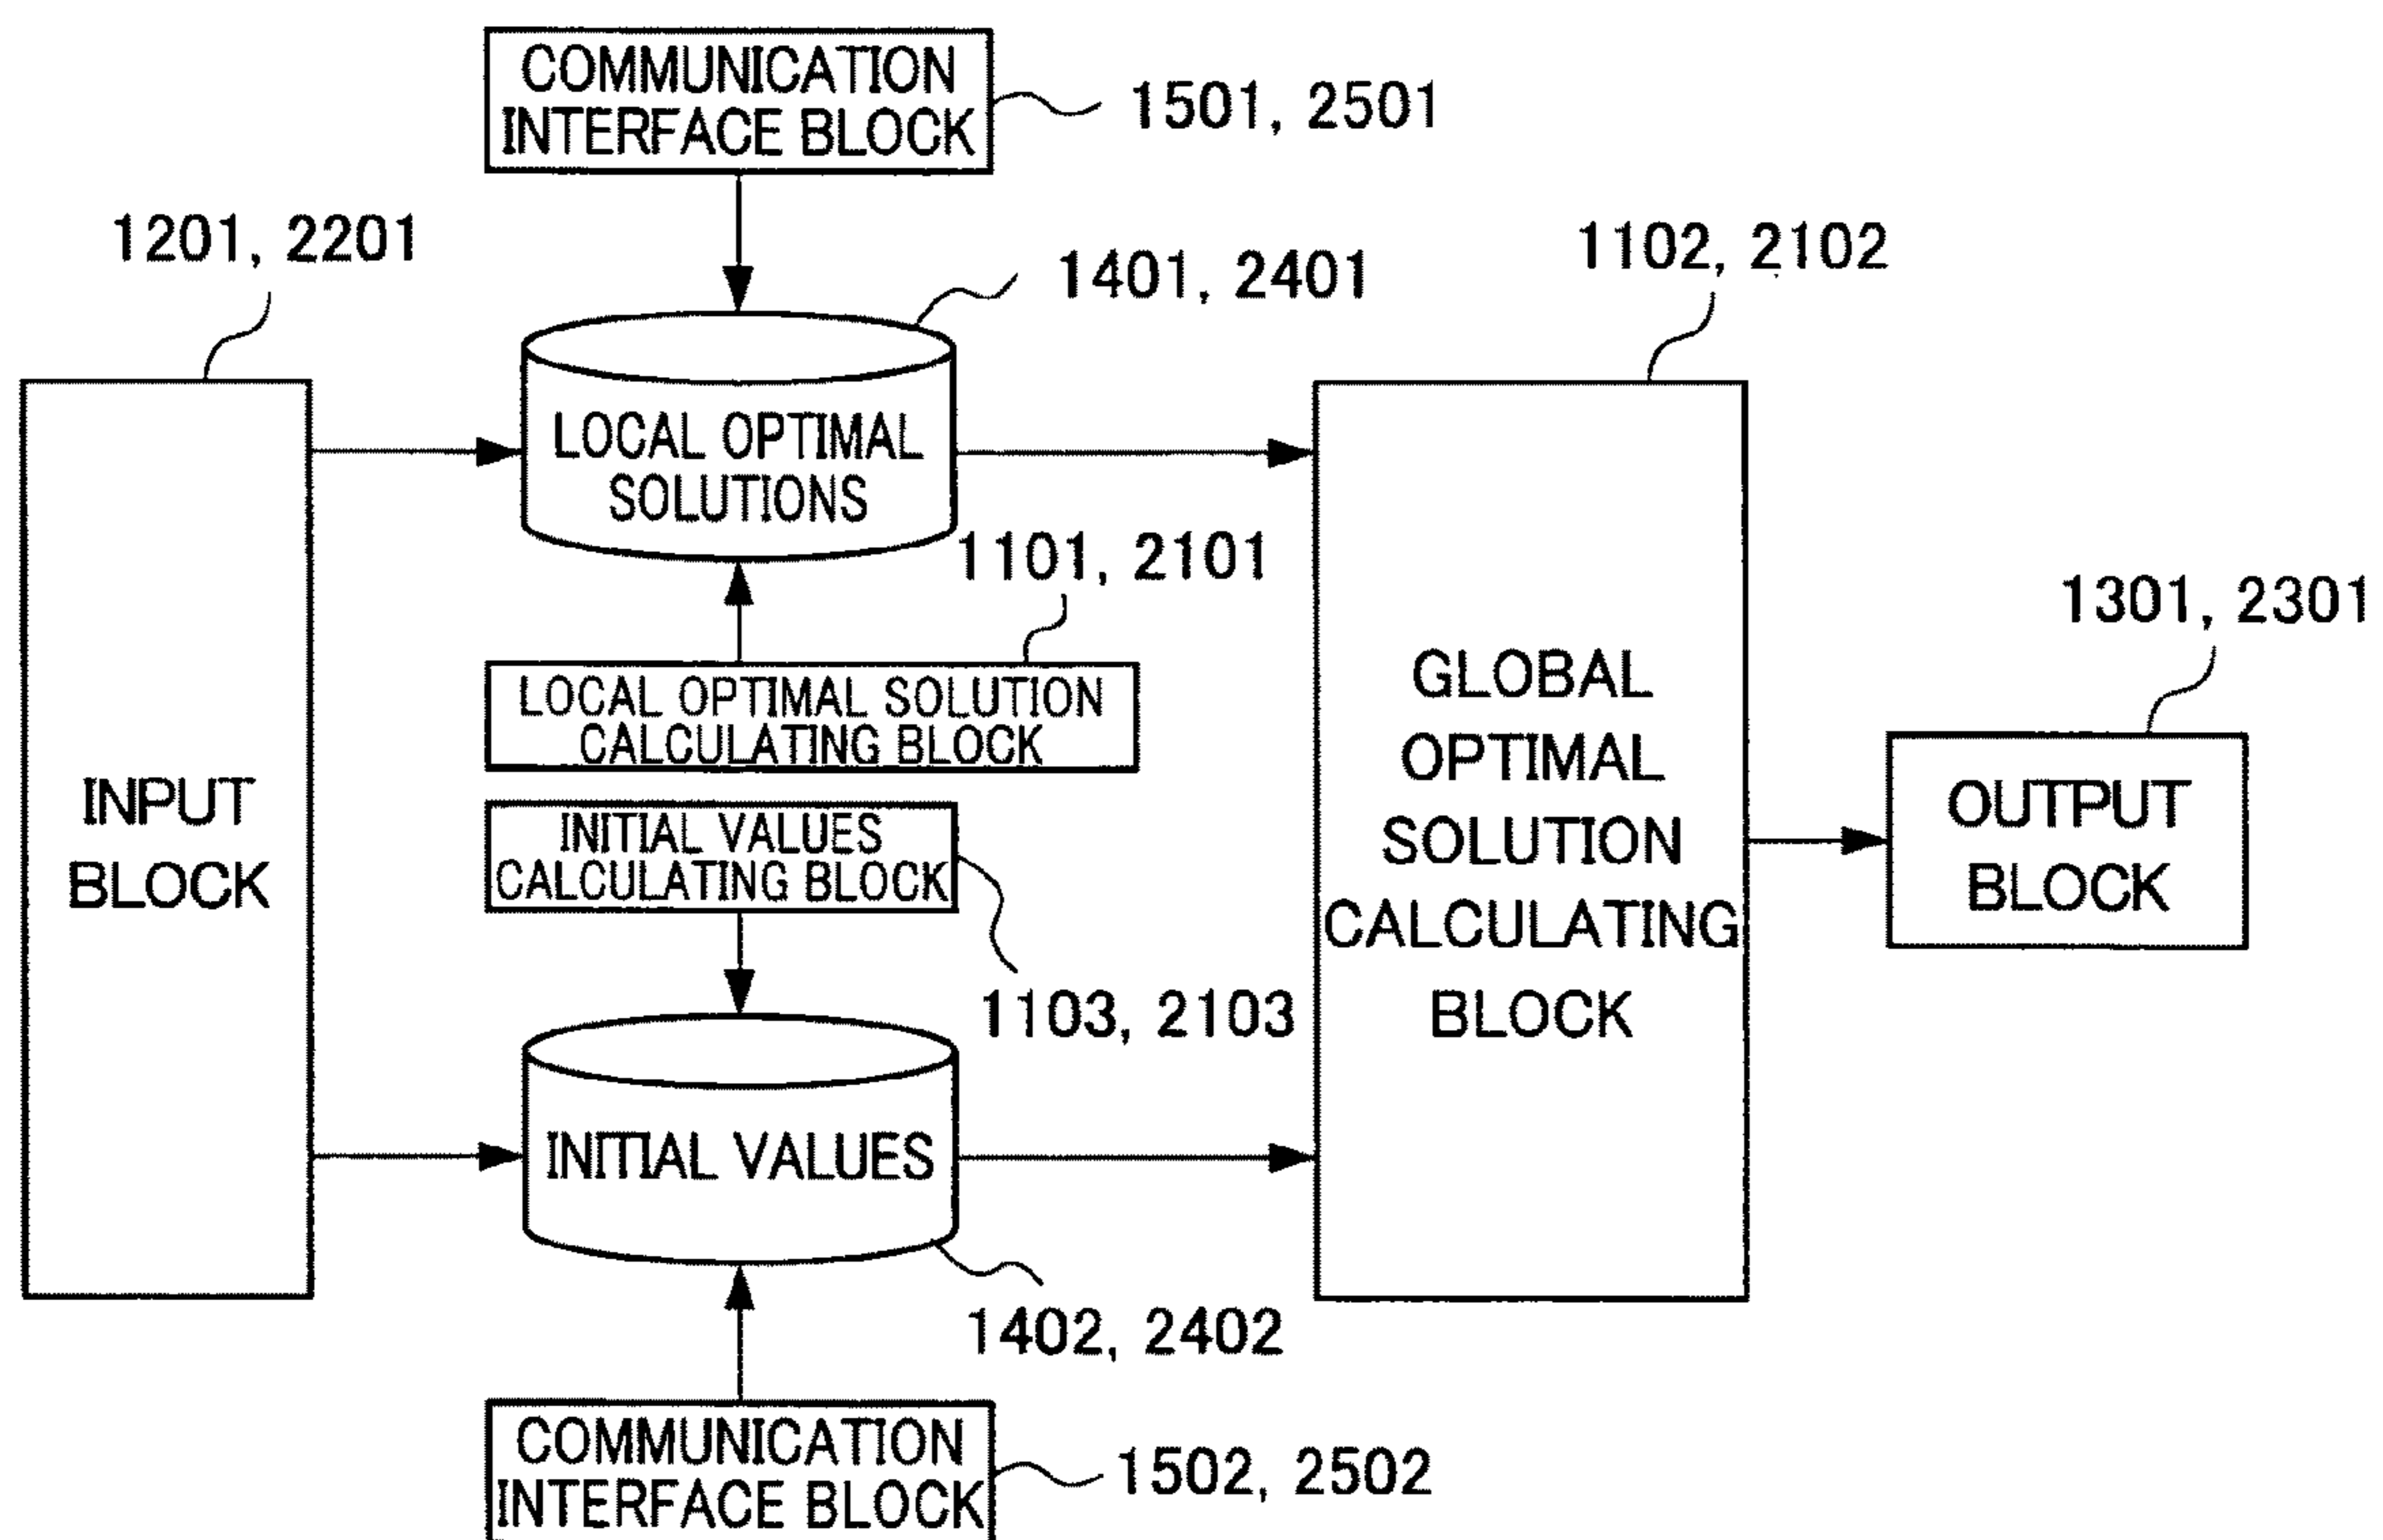 COMMUNICATION
INTERFACE BLOCK
1501, 2501
1201, 2201
1401, 2401
1102, 2102
LOCAL OPTIMAL
SOLUTIONS
1101, 2101
1301, 2301
LOCAL OPTIMAL SOLUTION
CALCULATING BLOCK
INPUT
BLOCK
INITIAL VALUES
CALCULATING BLOCK
GLOBAL
OPTIMAL
SOLUTION
CALCULATING
BLOCK
OUTPUT
BLOCK
1103, 2103
INITIAL VALUES
1402, 2402
COMMUNICATION
INTERFACE BLOCK
1502, 2502